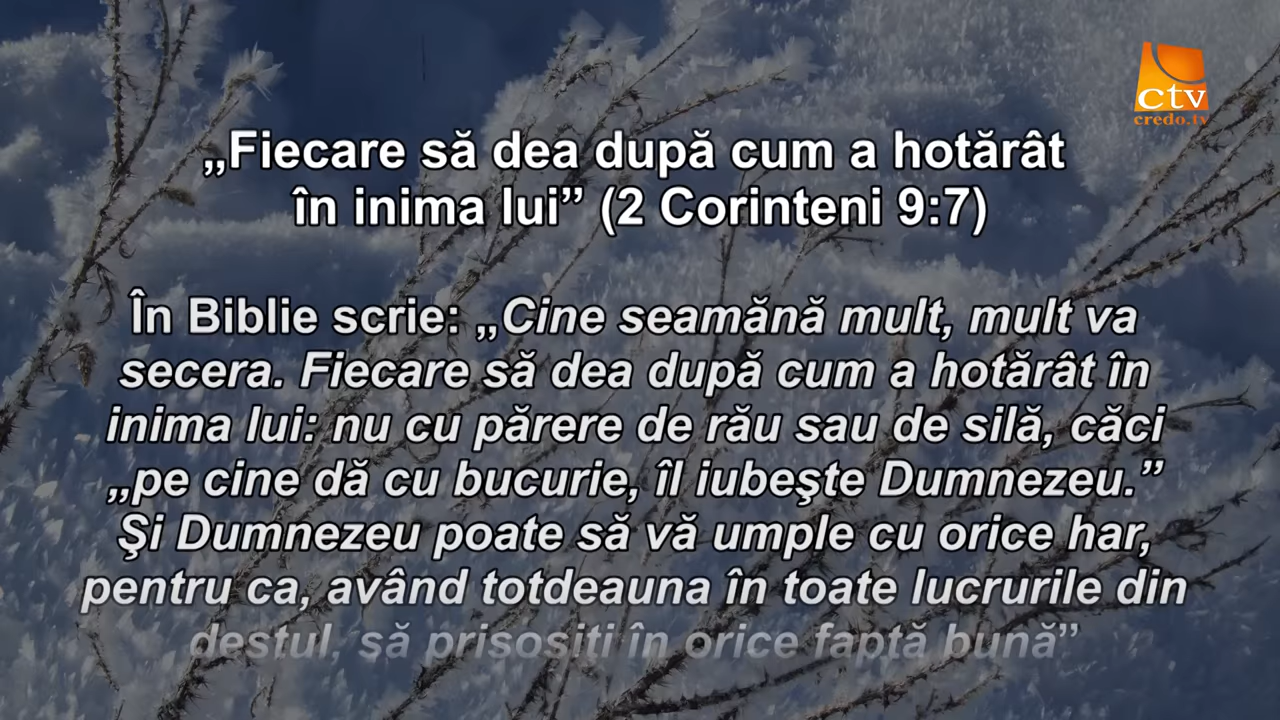 ctv
credo.tv
„Fiecare să dea după cum a hotărât
în inima lui” (2 Corinteni 9:7)
În Biblie scrie: „Cine seamănă mult, mult va
secera. Fiecare să dea după cum a hotărât în
inima lui: nu cu părere de rău sau de silă, căci
„pe cine dă cu bucurie, îl iubeşte Dumnezeu.”
Şi Dumnezeu poate să vă umple cu orice har,
pentru ca, având totdeauna în toate lucrurile din
destul, să prisosiți în orice faptă bună”